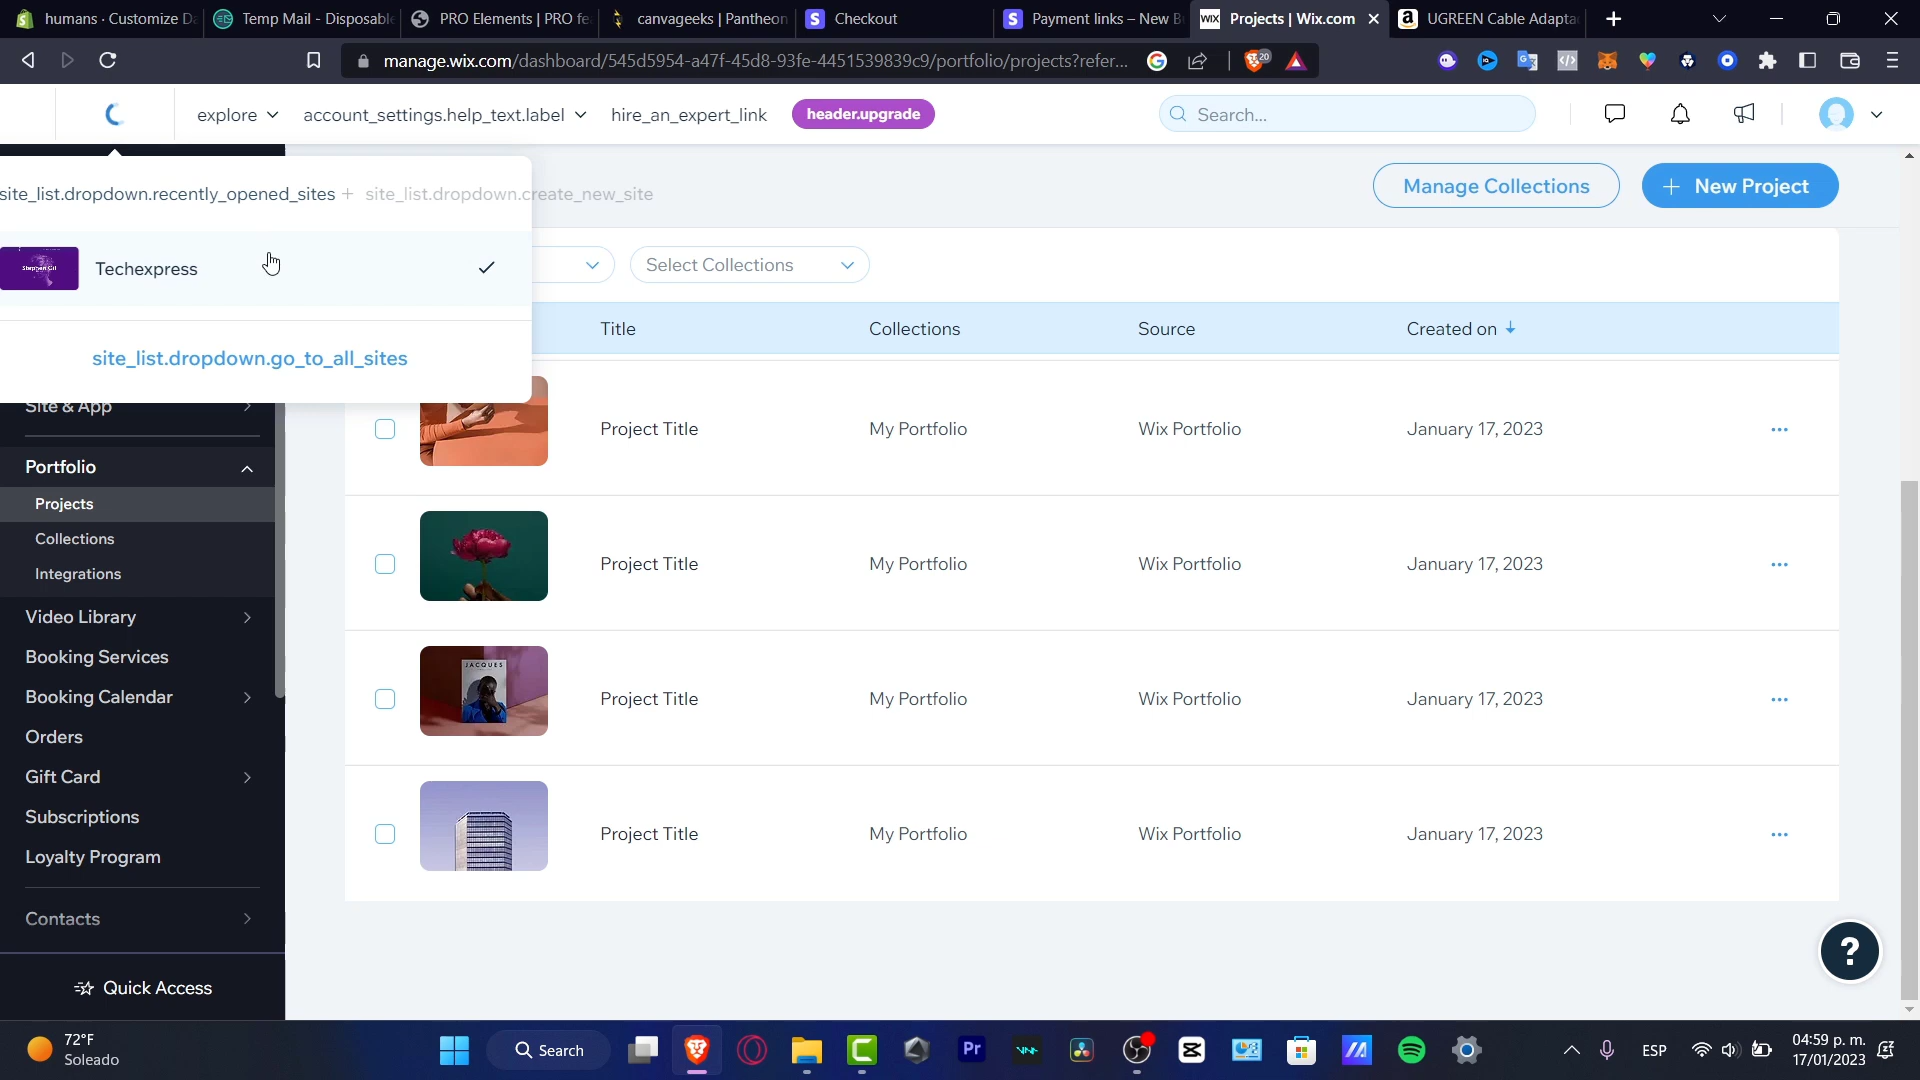 humans · Customize Da
Temp Mail - Disposable
PRO Elements | PRO fe
canvageeks | Pantheon
Checkout
Payment links – New B
Projects | Wix.com
UGREEN Cable Adapta
manage.wix.com/dashboard/545d5954-a47f-45d8-93fe-4451539839c9/portfolio/projects?refer...
20
explore
account_settings.help_text.label
hire_an_expert_link
header.upgrade
Search...
site_list.dropdown.recently_opened_sites
+ site_list.dropdown.create_new_site
Manage Collections
+ New Project
Techexpress
Select Collections
Title
Collections
Source
Created on
site_list.dropdown.go_to_all_sites
Site & App
Project Title
My Portfolio
Wix Portfolio
January 17, 2023
Portfolio
Projects
Collections
Integrations
Project Title
My Portfolio
Wix Portfolio
January 17, 2023
Video Library
Booking Services
Booking Calendar
JACQUES
Project Title
My Portfolio
Wix Portfolio
January 17, 2023
Orders
Gift Card
Subscriptions
Loyalty Program
Project Title
My Portfolio
Wix Portfolio
January 17, 2023
Contacts
Quick Access
?
72°F
Soleado
Search
Pr
ESP
04:59 p. m.
17/01/2023